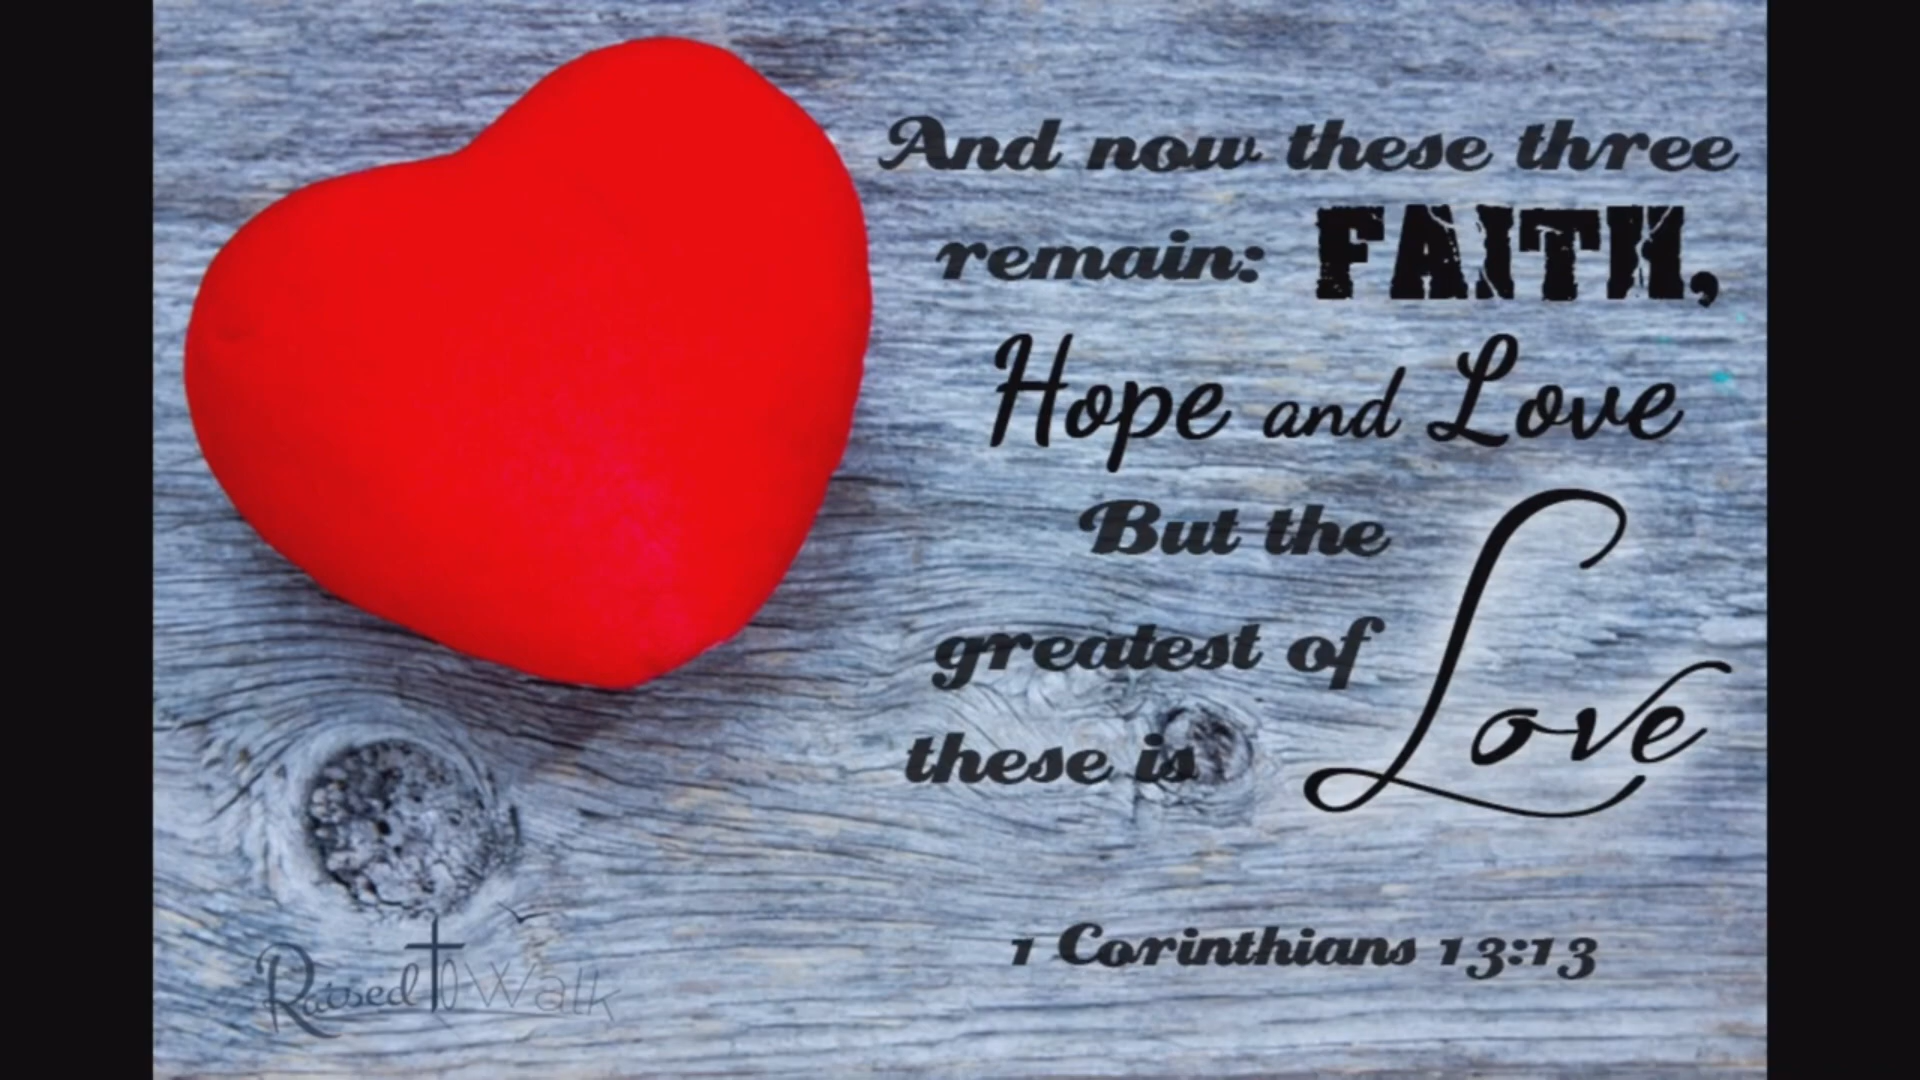 And now these three
remain: FAITH,
Hope and Love
But the
greatest of
these is Love
1 Corinthians 13:13
Raised to Walk